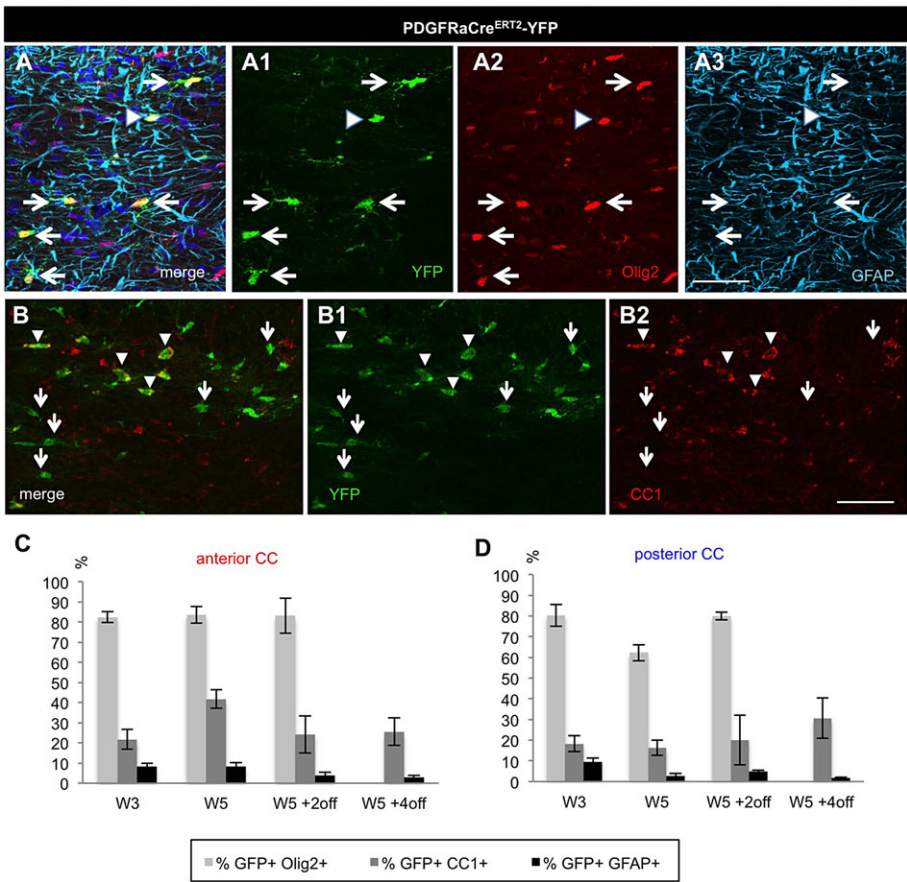 PDGFRaCreERT2-YFP
A
A1
A2
A3
merge
YFP
Olig2
GFAP
B
B1
B2
merge
YFP
CC1
C
anterior CC
%
100
90
80
70
60
50
40
30
20
10
0
W3 W5 W5 +2off W5 +4off
D
posterior CC
%
100
90
80
70
60
50
40
30
20
10
0
W3 W5 W5 +2off W5 +4off
% GFP+ Olig2+ % GFP+ CC1+ % GFP+ GFAP+